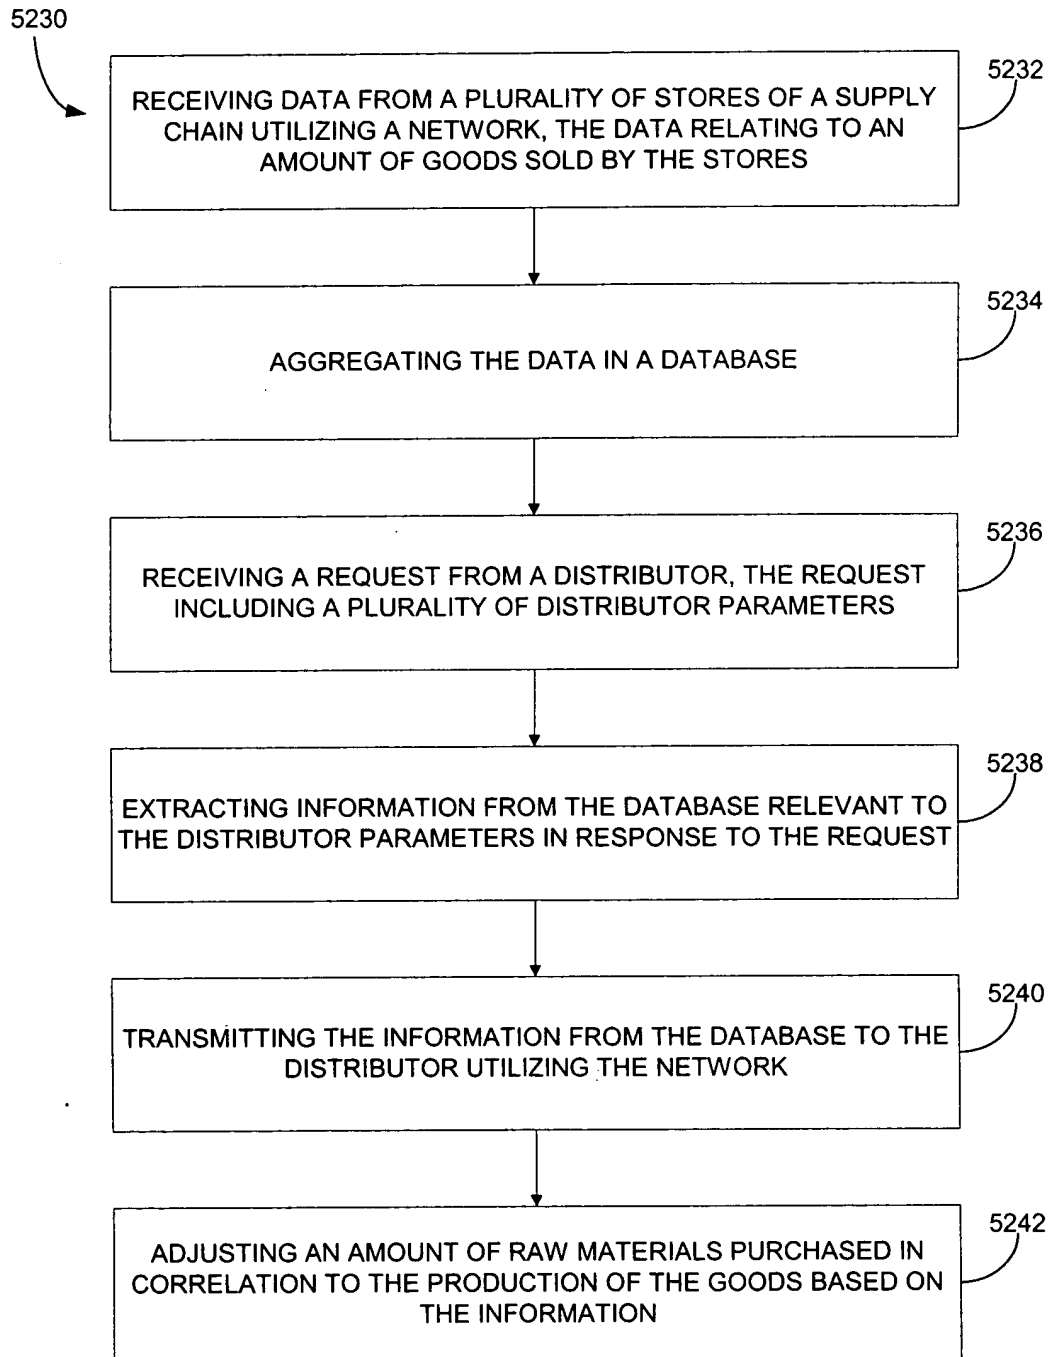 5230
5232
RECEIVING DATA FROM A PLURALITY OF STORES OF A SUPPLY
CHAIN UTILIZING A NETWORK, THE DATA RELATING TO AN
AMOUNT OF GOODS SOLD BY THE STORES
5234
AGGREGATING THE DATA IN A DATABASE
5236
RECEIVING A REQUEST FROM A DISTRIBUTOR, THE REQUEST
INCLUDING A PLURALITY OF DISTRIBUTOR PARAMETERS
5238
EXTRACTING INFORMATION FROM THE DATABASE RELEVANT TO
THE DISTRIBUTOR PARAMETERS IN RESPONSE TO THE REQUEST
5240
TRANSMITTING THE INFORMATION FROM THE DATABASE TO THE
DISTRIBUTOR UTILIZING THE NETWORK
5242
ADJUSTING AN AMOUNT OF RAW MATERIALS PURCHASED IN
CORRELATION TO THE PRODUCTION OF THE GOODS BASED ON
THE INFORMATION